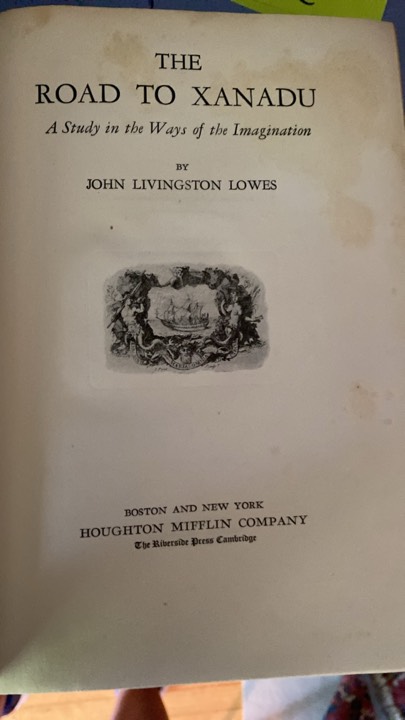 THE
ROAD TO XANADU
A Study in the Ways of the Imagination
BY
JOHN LIVINGSTON LOWES
BOSTON AND NEW YORK
HOUGHTON MIFFLIN COMPANY
The Riverside Press Cambridge